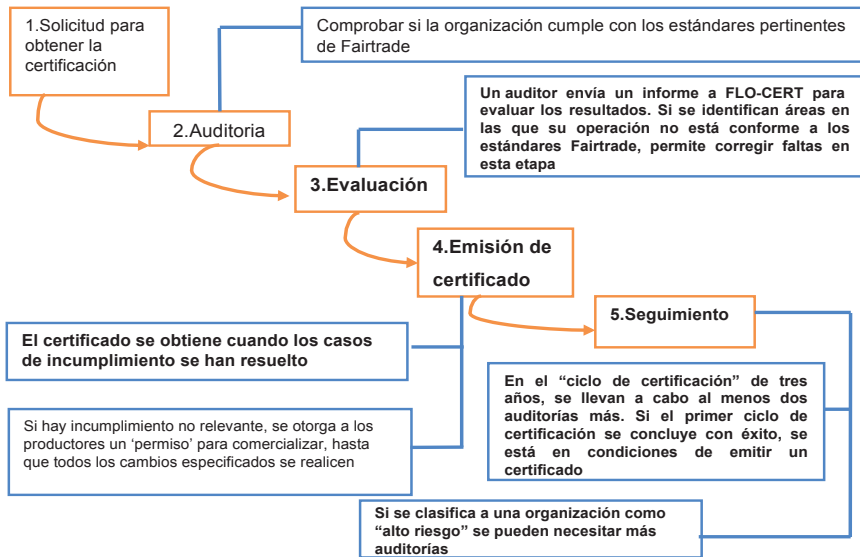 1.Solicitud para
obtener la
certificación
Comprobar si la organización cumple con los estándares pertinentes
de Fairtrade
2.Auditoria
Un auditor envía un informe a FLO-CERT para
evaluar los resultados. Si se identifican áreas en
las que su operación no está conforme a los
estándares Fairtrade, permite corregir faltas en
esta etapa
3.Evaluación
4.Emisión de
certificado
5.Seguimiento
El certificado se obtiene cuando los casos
de incumplimiento se han resuelto
En el “ciclo de certificación” de tres
años, se llevan a cabo al menos dos
auditorías más. Si el primer ciclo de
certificación se concluye con éxito, se
está en condiciones de emitir un
certificado
Si hay incumplimiento no relevante, se otorga a los
productores un ‘permiso’ para comercializar, hasta
que todos los cambios especificados se realicen
Si se clasifica a una organización como
“alto riesgo” se pueden necesitar más
auditorías